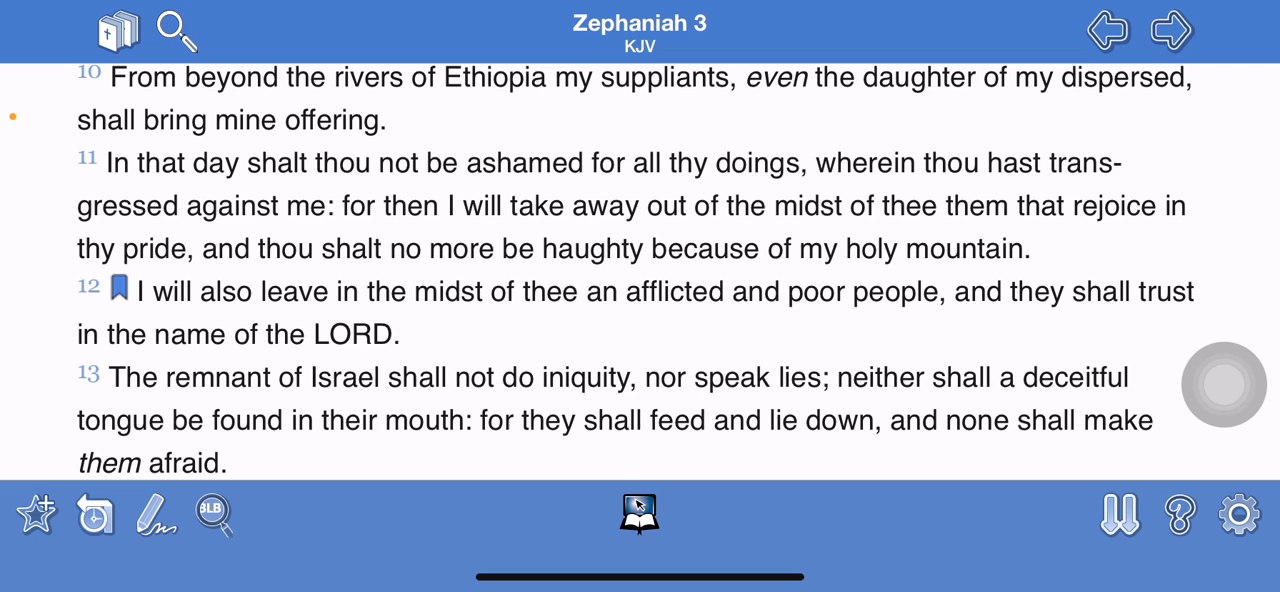 Zephaniah 3
KJV
10 From beyond the rivers of Ethiopia my suppliants, even the daughter of my dispersed,
shall bring mine offering.
11 In that day shalt thou not be ashamed for all thy doings, wherein thou hast trans-
gressed against me: for then I will take away out of the midst of thee them that rejoice in
thy pride, and thou shalt no more be haughty because of my holy mountain.
12 I will also leave in the midst of thee an afflicted and poor people, and they shall trust
in the name of the LORD.
13 The remnant of Israel shall not do iniquity, nor speak lies; neither shall a deceitful
tongue be found in their mouth: for they shall feed and lie down, and none shall make
them afraid.
BLB
?